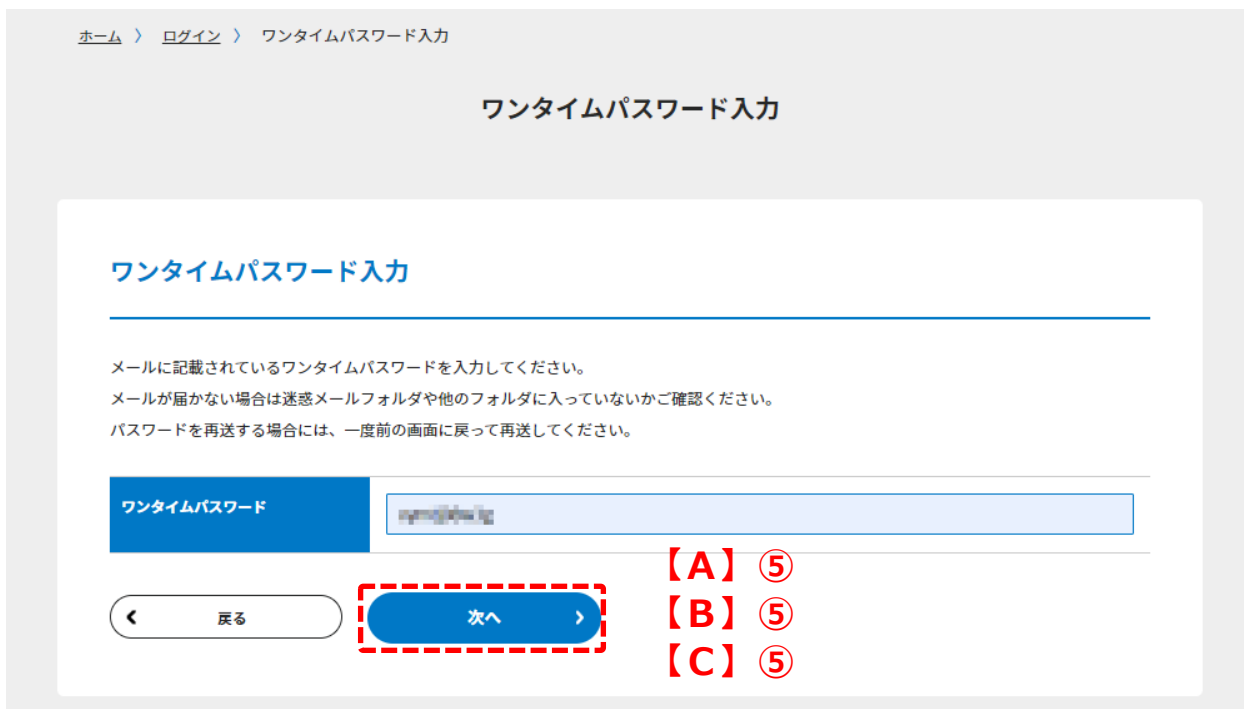 ホーム 〉 ログイン 〉 ワンタイムパスワード入力
ワンタイムパスワード入力
ワンタイムパスワード入力
メールに記載されているワンタイムパスワードを入力してください。
メールが届かない場合は迷惑メールフォルダや他のフォルダに入っていないかご確認ください。
パスワードを再送する場合には、一度前の画面に戻って再送してください。
ワンタイムパスワード
【A】⑤
【B】⑤
戻る 次へ
【C】⑤